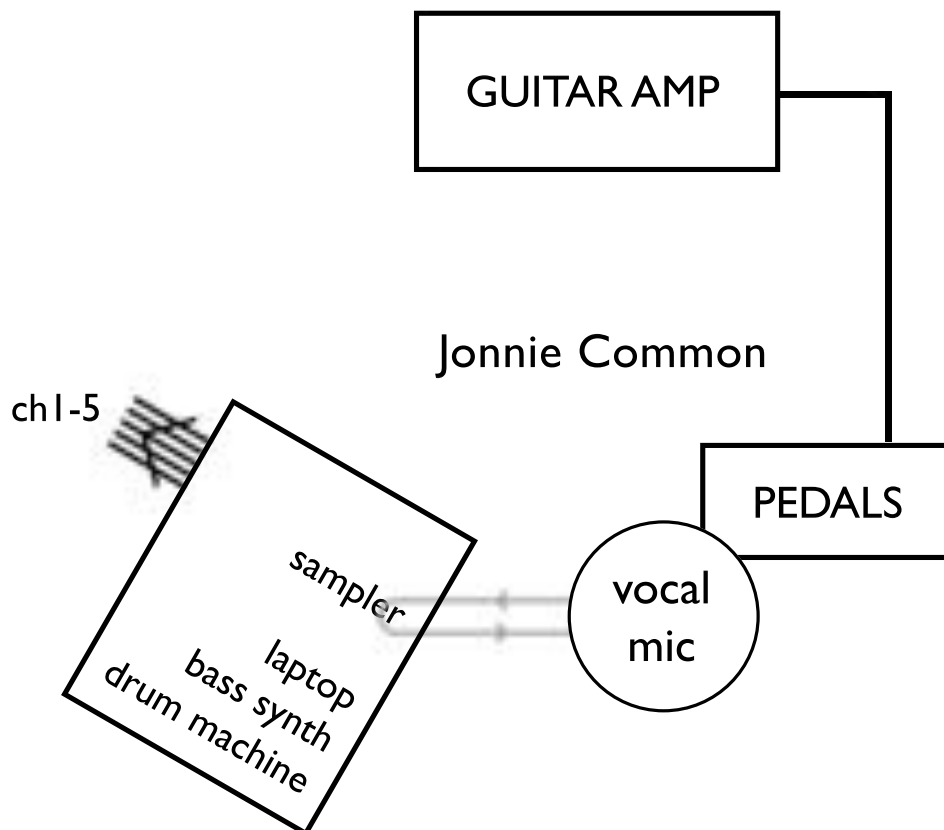 GUITAR AMP
Jonnie Common
ch1-5
PEDALS
sampler
vocal
mic
laptop
bass synth
drum machine